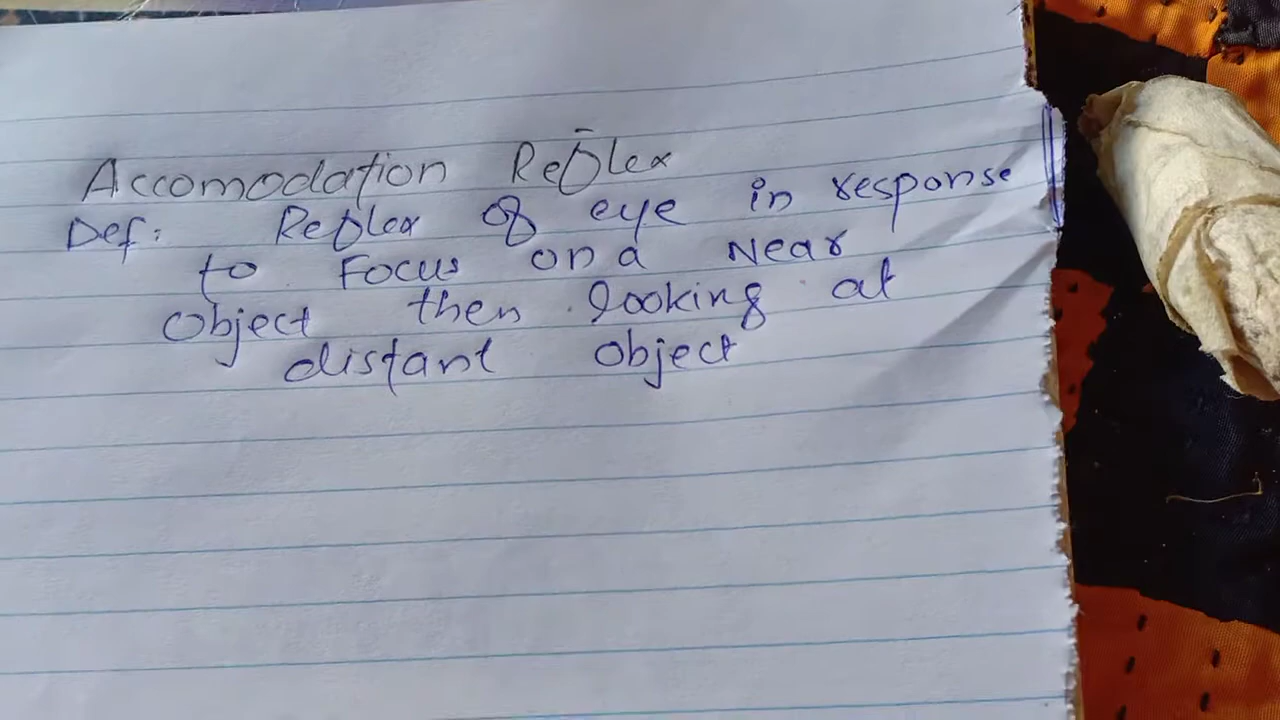 Accomodation Reflex
Def: Reflex of eye in response
to Focus on a Near
object then looking at
distant object